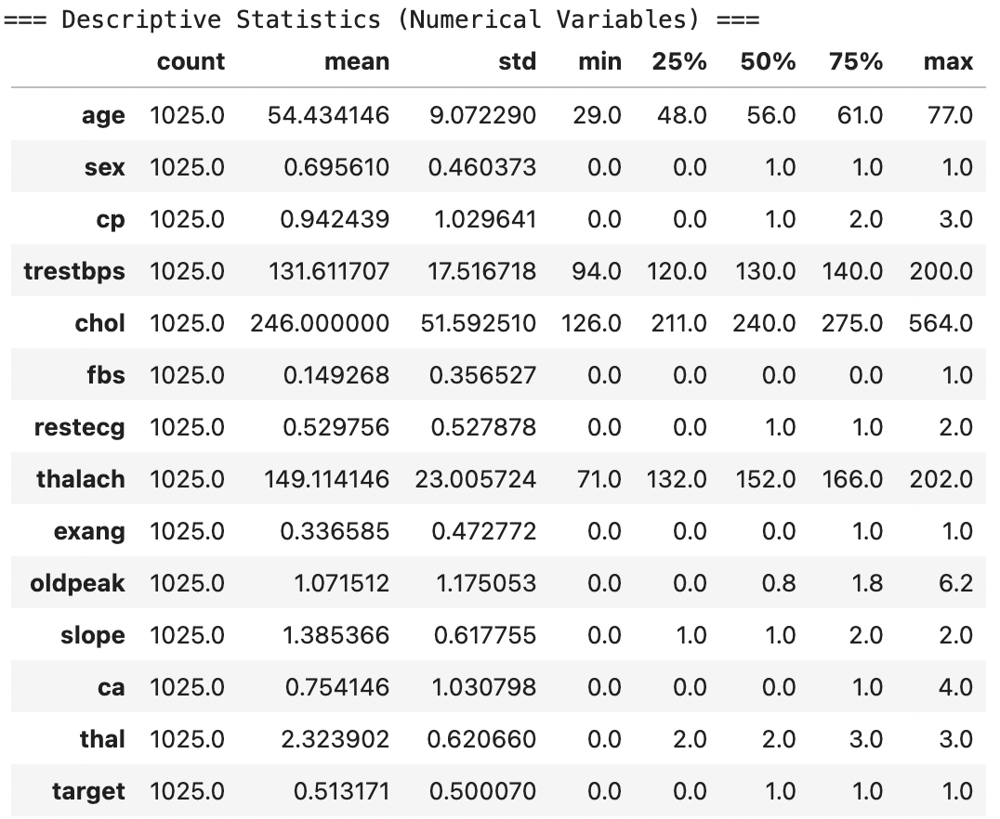 === Descriptive Statistics (Numerical Variables) ===
count mean std min 25% 50% 75% max
age 1025.0 54.434146 9.072290 29.0 48.0 56.0 61.0 77.0
sex 1025.0 0.695610 0.460373 0.0 0.0 1.0 1.0 1.0
cp 1025.0 0.942439 1.029641 0.0 0.0 1.0 2.0 3.0
trestbps 1025.0 131.611707 17.516718 94.0 120.0 130.0 140.0 200.0
chol 1025.0 246.000000 51.592510 126.0 211.0 240.0 275.0 564.0
fbs 1025.0 0.149268 0.356527 0.0 0.0 0.0 0.0 1.0
restecg 1025.0 0.529756 0.527878 0.0 0.0 1.0 1.0 2.0
thalach 1025.0 149.114146 23.005724 71.0 132.0 152.0 166.0 202.0
exang 1025.0 0.336585 0.472772 0.0 0.0 0.0 1.0 1.0
oldpeak 1025.0 1.071512 1.175053 0.0 0.0 0.8 1.8 6.2
slope 1025.0 1.385366 0.617755 0.0 1.0 1.0 2.0 2.0
ca 1025.0 0.754146 1.030798 0.0 0.0 0.0 1.0 4.0
thal 1025.0 2.323902 0.620660 0.0 2.0 2.0 3.0 3.0
target 1025.0 0.513171 0.500070 0.0 0.0 1.0 1.0 1.0